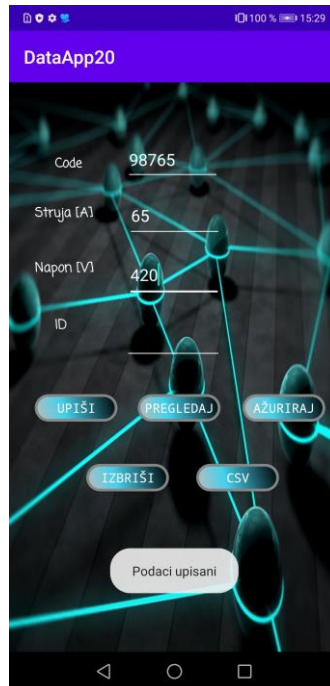 100 % 15:29
DataApp20
Code 98765
Struja [A] 65
Napon [V] 420
ID
UPIŠI PREGLEDAJ AŽURIRAJ
IZBRIŠI CSV
Podaci upisani